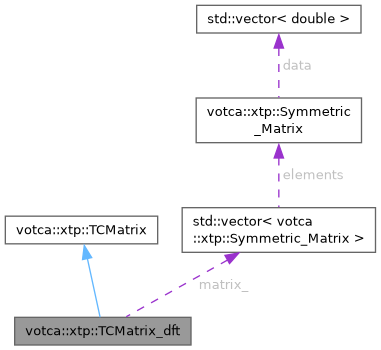 std::vector< double >
data
votca::xtp::Symmetric
_Matrix
elements
std::vector< votca
::xtp::Symmetric_Matrix >
votca::xtp::TCMatrix
matrix_
votca::xtp::TCMatrix_dft